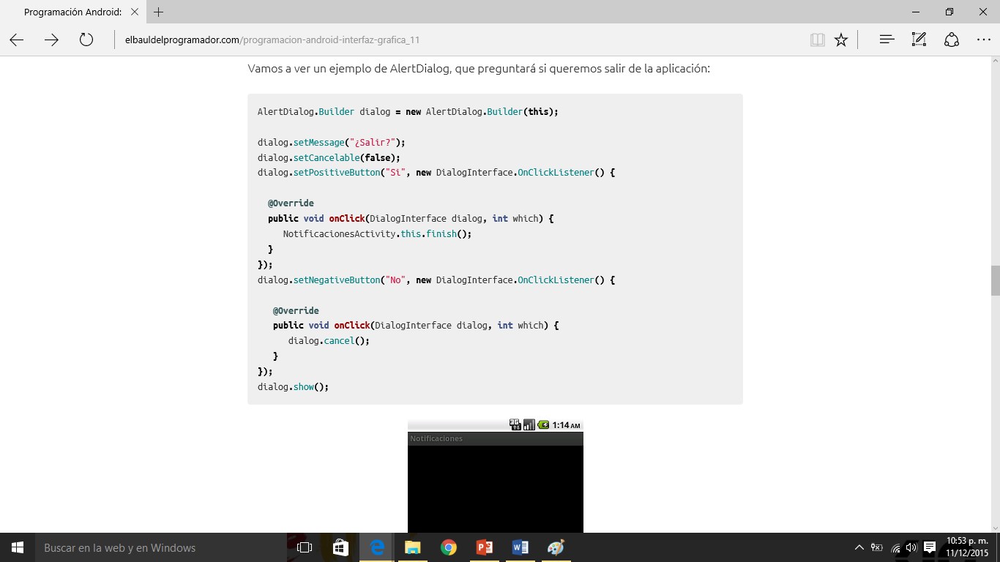 Programación Android:
elbauldelprogramador.com/programacion-android-interfaz-grafica_11
Vamos a ver un ejemplo de AlertDialog, que preguntará si queremos salir de la aplicación:
AlertDialog.Builder dialog = new AlertDialog.Builder(this);
dialog.setMessage("¿Salir?");
dialog.setCancelable(false);
dialog.setPositiveButton("Si", new DialogInterface.OnClickListener() {
@Override
public void onClick(DialogInterface dialog, int which) {
NotificacionesActivity.this.finish();
}
});
dialog.setNegativeButton("No", new DialogInterface.OnClickListener() {
@Override
public void onClick(DialogInterface dialog, int which) {
dialog.cancel();
}
});
dialog.show();
3G 1:14 AM
Notificaciones
Buscar en la web y en Windows
10:53 p. m.
11/12/2015